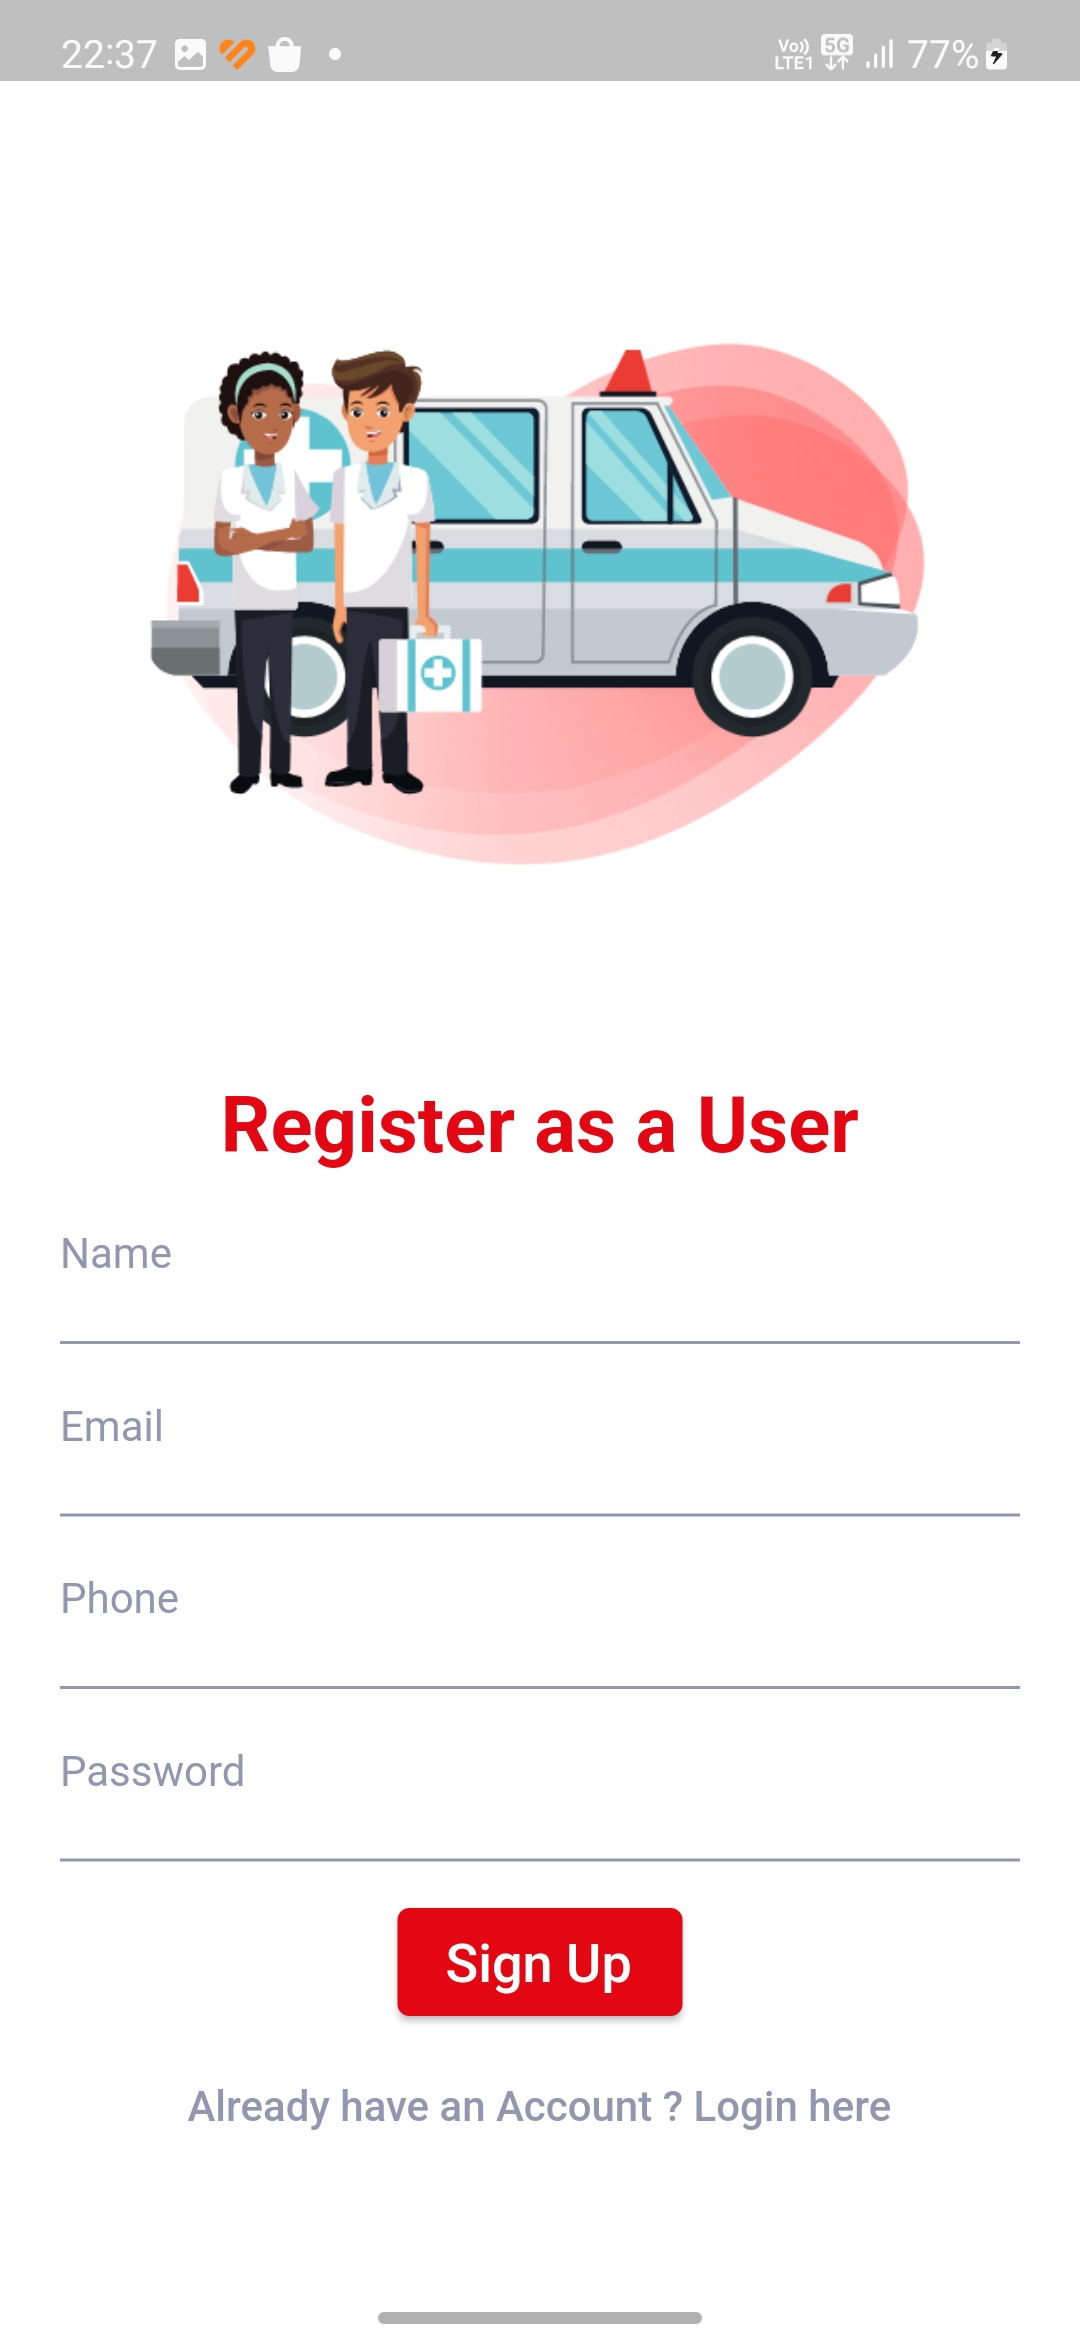 22:37 Vo)) LTE1 5G 77%
Register as a User
Name
Email
Phone
Password
Sign Up
Already have an Account ? Login here